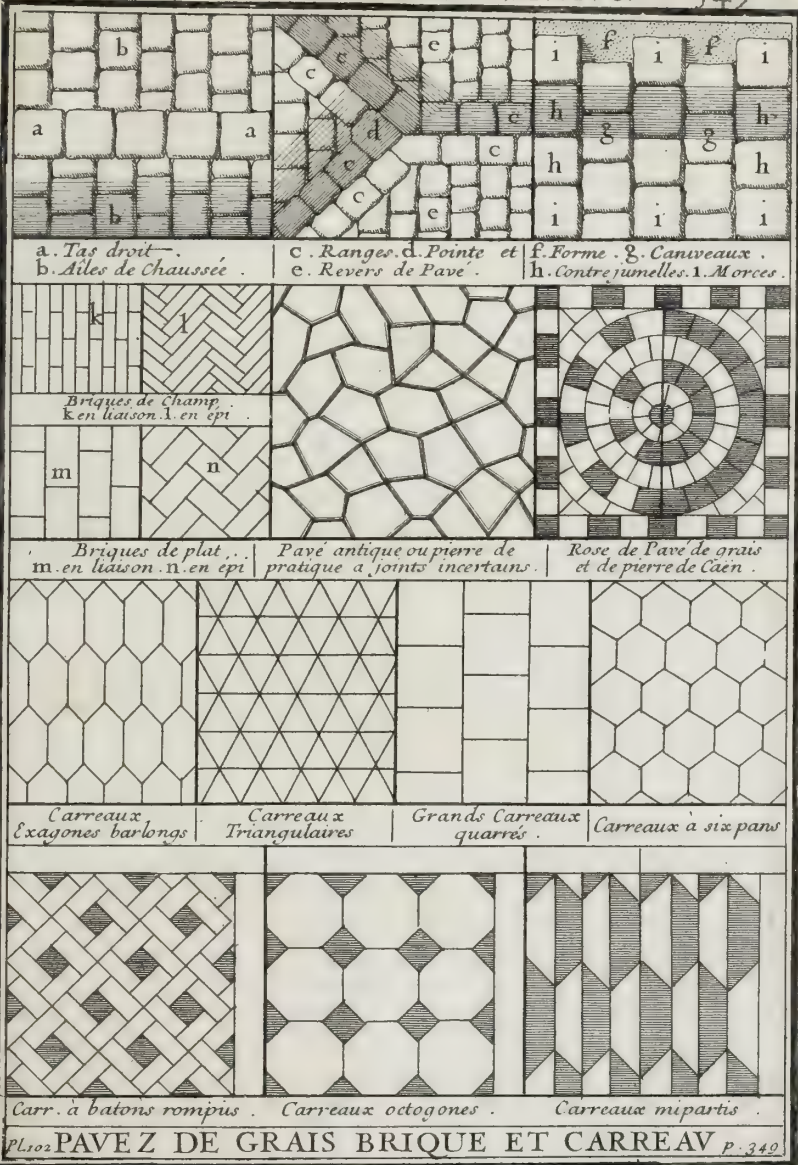 b
c
e
i
f
i
f
i
c
a
a
d
c
h
g
g
h
c
c
h
h
b
c
e
i
i
i
a. Tas droit.
b. Aîles de Chaussée.
c. Ranges. d. Pointe et
e. Revers de Pavé.
f. Forme. g. Caniveaux.
h. Contrejumelles. i. Morces.
k
l
Briques de Champ
k en liaison. l. en épi.
m
n
Briques de plat..
m. en liaison. n. en épi
Pavé antique ou pierre de
pratique a joints incertains.
Rose de Pavé de grais
et de pierre de Caën.
Carreaux
Exagones barlongs
Carreaux
Triangulaires
Grands Carreaux
quarrés.
Carreaux à six pans
Carr. à batons rompus.
Carreaux octogones.
Carreaux mipartis.
Pl. 102 PAVEZ DE GRAIS BRIQUE ET CARREAV P. 349